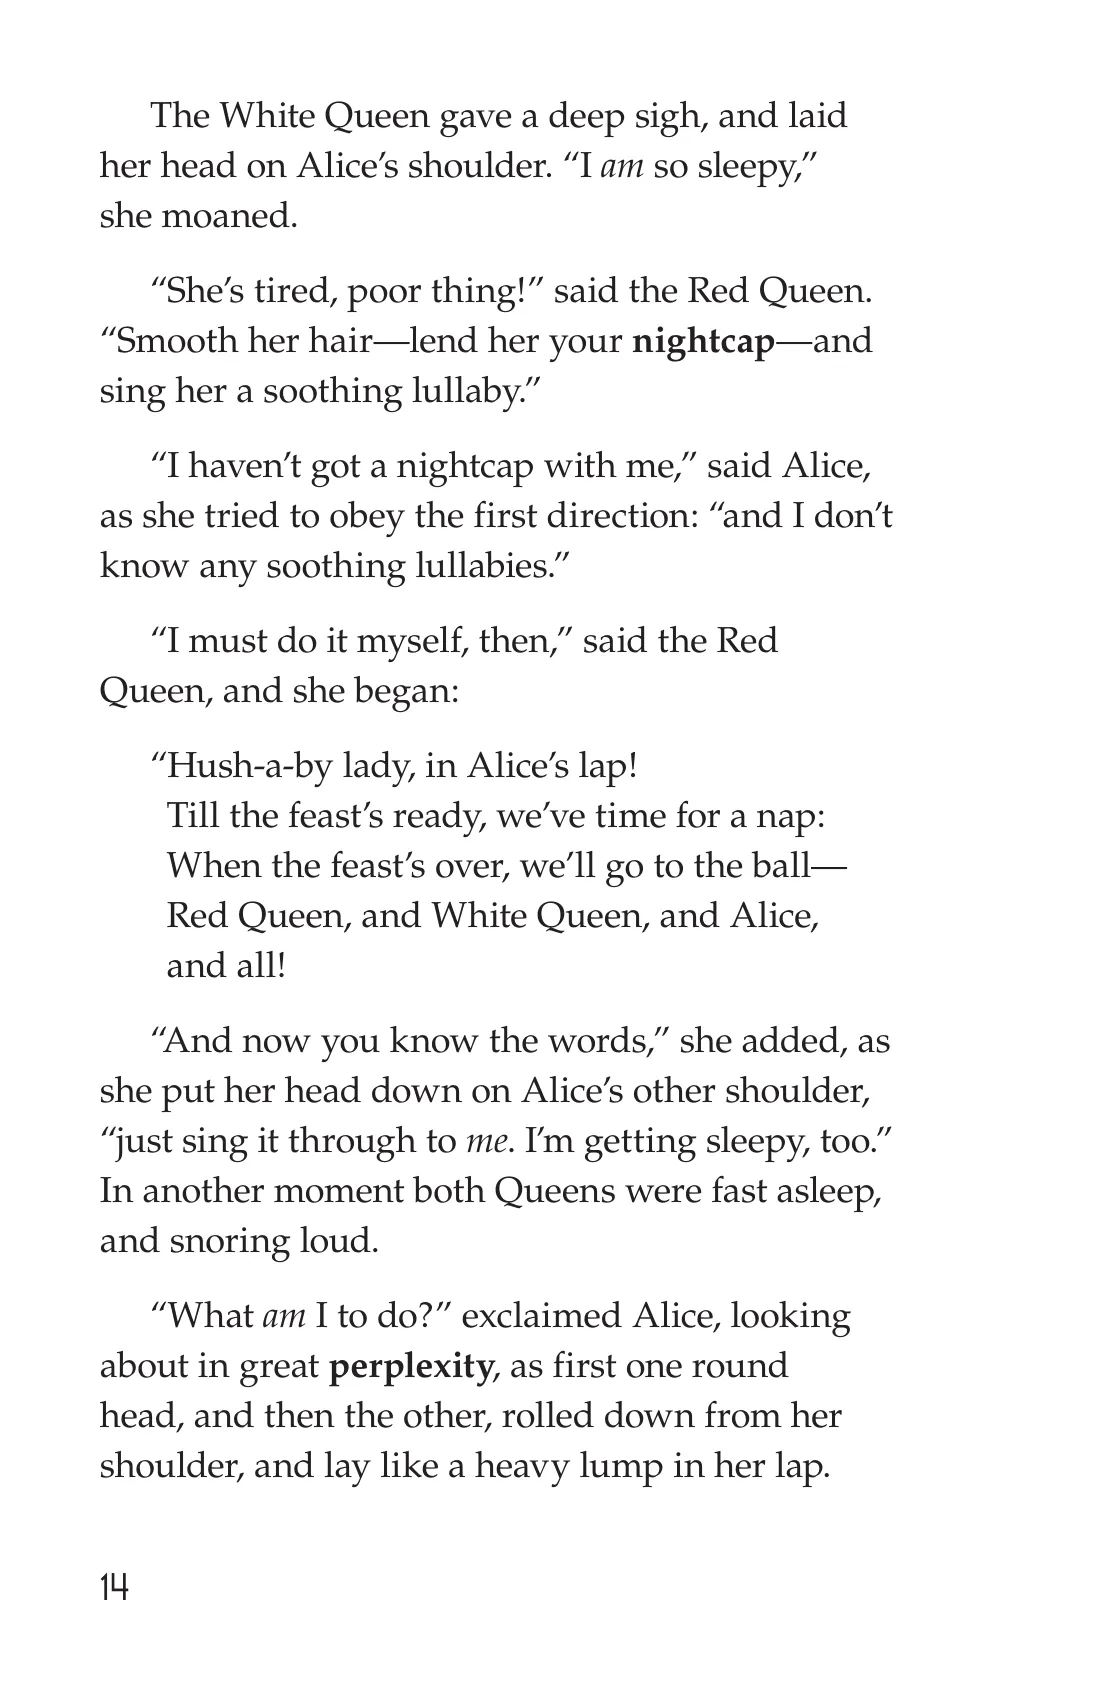 The White Queen gave a deep sigh, and laid
her head on Alice’s shoulder. “I am so sleepy,”
she moaned.
“She’s tired, poor thing!” said the Red Queen.
“Smooth her hair—lend her your nightcap—and
sing her a soothing lullaby.”
“I haven’t got a nightcap with me,” said Alice,
as she tried to obey the first direction: “and I don’t
know any soothing lullabies.”
“I must do it myself, then,” said the Red
Queen, and she began:
“Hush-a-by lady, in Alice’s lap!
Till the feast’s ready, we’ve time for a nap:
When the feast’s over, we’ll go to the ball—
Red Queen, and White Queen, and Alice,
and all!
“And now you know the words,” she added, as
she put her head down on Alice’s other shoulder,
“just sing it through to me. I’m getting sleepy, too.”
In another moment both Queens were fast asleep,
and snoring loud.
“What am I to do?” exclaimed Alice, looking
about in great perplexity, as first one round
head, and then the other, rolled down from her
shoulder, and lay like a heavy lump in her lap.
14